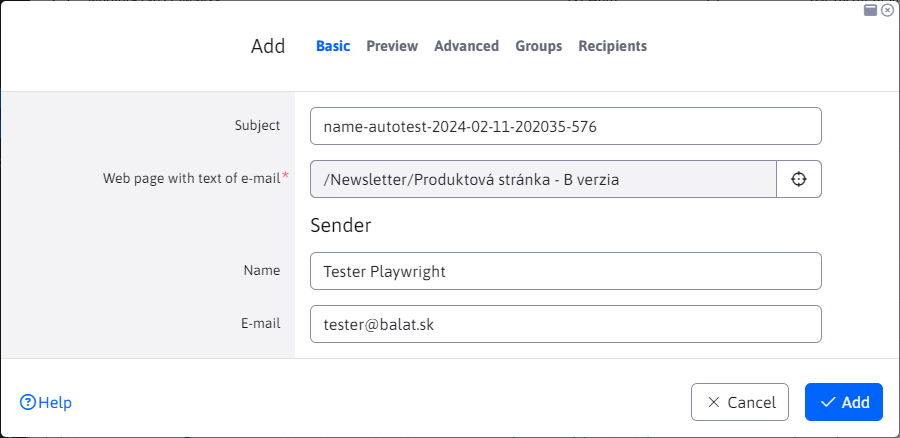 Add Basic Preview Advanced Groups Recipients
Subject name-autotest-2024-02-11-202035-576
Web page with text of e-mail* /Newsletter/Produktová stránka - B verzia
Sender
Name Tester Playwright
E-mail tester@balat.sk
Help Cancel Add